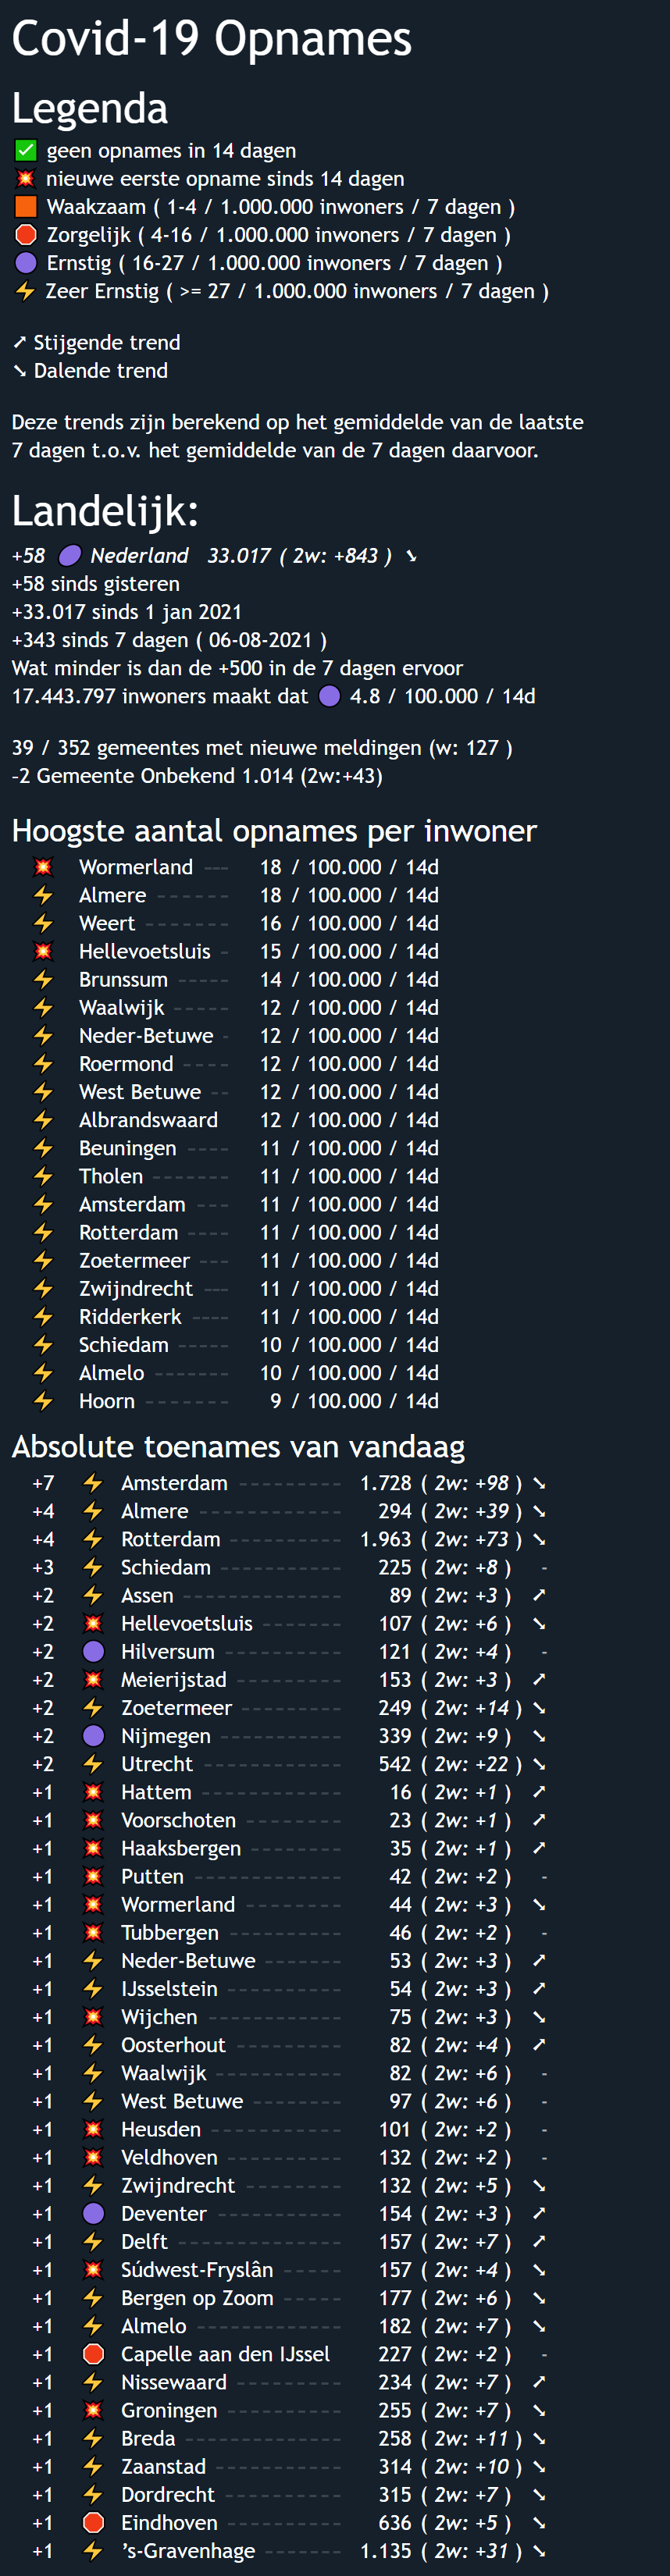 Covid-19 Opnames
Legenda
✅ geen opnames in 14 dagen
💥 nieuwe eerste opname sinds 14 dagen
🟧 Waakzaam ( 1-4 / 1.000.000 inwoners / 7 dagen )
🛑 Zorgelijk ( 4-16 / 1.000.000 inwoners / 7 dagen )
🟣 Ernstig ( 16-27 / 1.000.000 inwoners / 7 dagen )
⚡ Zeer Ernstig ( >= 27 / 1.000.000 inwoners / 7 dagen )
➚ Stijgende trend
➘ Dalende trend
Deze trends zijn berekend op het gemiddelde van de laatste
7 dagen t.o.v. het gemiddelde van de 7 dagen daarvoor.
Landelijk:
+58 🟣 Nederland 33.017 ( 2w: +843 ) ➘
+58 sinds gisteren
+33.017 sinds 1 jan 2021
+343 sinds 7 dagen ( 06-08-2021 )
Wat minder is dan de +500 in de 7 dagen ervoor
17.443.797 inwoners maakt dat 🟣 4.8 / 100.000 / 14d
39 / 352 gemeentes met nieuwe meldingen (w: 127 )
-2 Gemeente Onbekend 1.014 (2w:+43)
Hoogste aantal opnames per inwoner
💥 Wormerland --- 18 / 100.000 / 14d
⚡ Almere ------ 18 / 100.000 / 14d
⚡ Weert ------- 16 / 100.000 / 14d
💥 Hellevoetsluis - 15 / 100.000 / 14d
⚡ Brunssum ----- 14 / 100.000 / 14d
⚡ Waalwijk ----- 12 / 100.000 / 14d
⚡ Neder-Betuwe - 12 / 100.000 / 14d
⚡ Roermond ---- 12 / 100.000 / 14d
⚡ West Betuwe -- 12 / 100.000 / 14d
⚡ Albrandswaard 12 / 100.000 / 14d
⚡ Beuningen ---- 11 / 100.000 / 14d
⚡ Tholen ------- 11 / 100.000 / 14d
⚡ Amsterdam --- 11 / 100.000 / 14d
⚡ Rotterdam ---- 11 / 100.000 / 14d
⚡ Zoetermeer --- 11 / 100.000 / 14d
⚡ Zwijndrecht --- 11 / 100.000 / 14d
⚡ Ridderkerk ---- 11 / 100.000 / 14d
⚡ Schiedam ----- 10 / 100.000 / 14d
⚡ Almelo ------- 10 / 100.000 / 14d
⚡ Hoorn -------- 9 / 100.000 / 14d
Absolute toenames van vandaag
+7 ⚡ Amsterdam ---------- 1.728 ( 2w: +98 ) ➘
+4 ⚡ Almere ------------- 294 ( 2w: +39 ) ➘
+4 ⚡ Rotterdam ----------- 1.963 ( 2w: +73 ) ➘
+3 ⚡ Schiedam ------------ 225 ( 2w: +8 ) -
+2 ⚡ Assen --------------- 89 ( 2w: +3 ) ➚
+2 💥 Hellevoetsluis -------- 107 ( 2w: +6 ) ➘
+2 🟣 Hilversum ----------- 121 ( 2w: +4 ) -
+2 💥 Meierijstad ---------- 153 ( 2w: +3 ) ➚
+2 ⚡ Zoetermeer ---------- 249 ( 2w: +14 ) ➘
+2 🟣 Nijmegen ------------ 339 ( 2w: +9 ) ➘
+2 ⚡ Utrecht ------------- 542 ( 2w: +22 ) ➘
+1 💥 Hattem ------------- 16 ( 2w: +1 ) ➚
+1 💥 Voorschoten --------- 23 ( 2w: +1 ) ➚
+1 💥 Haaksbergen --------- 35 ( 2w: +1 ) ➚
+1 💥 Putten -------------- 42 ( 2w: +2 ) -
+1 💥 Wormerland --------- 44 ( 2w: +3 ) ➘
+1 💥 Tubbergen ----------- 46 ( 2w: +2 ) -
+1 ⚡ Neder-Betuwe -------- 53 ( 2w: +3 ) ➚
+1 ⚡ IJsselstein ----------- 54 ( 2w: +3 ) ➚
+1 💥 Wijchen ------------- 75 ( 2w: +3 ) ➘
+1 ⚡ Oosterhout ---------- 82 ( 2w: +4 ) ➚
+1 ⚡ Waalwijk ------------ 82 ( 2w: +6 ) -
+1 ⚡ West Betuwe --------- 97 ( 2w: +6 ) -
+1 💥 Heusden ------------ 101 ( 2w: +2 ) -
+1 💥 Veldhoven ----------- 132 ( 2w: +2 ) -
+1 ⚡ Zwijndrecht ---------- 132 ( 2w: +5 ) ➘
+1 🟣 Deventer ------------ 154 ( 2w: +3 ) ➚
+1 ⚡ Delft --------------- 157 ( 2w: +7 ) ➚
+1 💥 Súdwest-Fryslân ----- 157 ( 2w: +4 ) ➘
+1 ⚡ Bergen op Zoom ------ 177 ( 2w: +6 ) ➘
+1 ⚡ Almelo ------------- 182 ( 2w: +7 ) ➘
+1 🛑 Capelle aan den IJssel 227 ( 2w: +2 ) -
+1 ⚡ Nissewaard ---------- 234 ( 2w: +7 ) ➚
+1 💥 Groningen ----------- 255 ( 2w: +7 ) ➘
+1 ⚡ Breda --------------- 258 ( 2w: +11 ) ➘
+1 ⚡ Zaanstad ------------ 314 ( 2w: +10 ) ➘
+1 ⚡ Dordrecht ----------- 315 ( 2w: +7 ) ➘
+1 🛑 Eindhoven ----------- 636 ( 2w: +5 ) ➘
+1 ⚡ ’s-Gravenhage -------- 1.135 ( 2w: +31 ) ➘